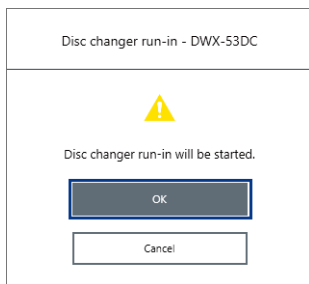 Disc changer run-in - DWX-53DC
Disc changer run-in will be started.
OK
Cancel